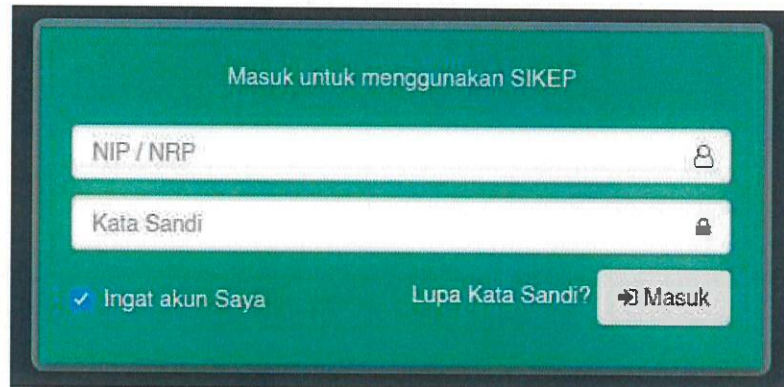 Masuk untuk menggunakan SIKEP
NIP / NRP
Kata Sandi
Ingat akun Saya
Lupa Kata Sandi?
Masuk